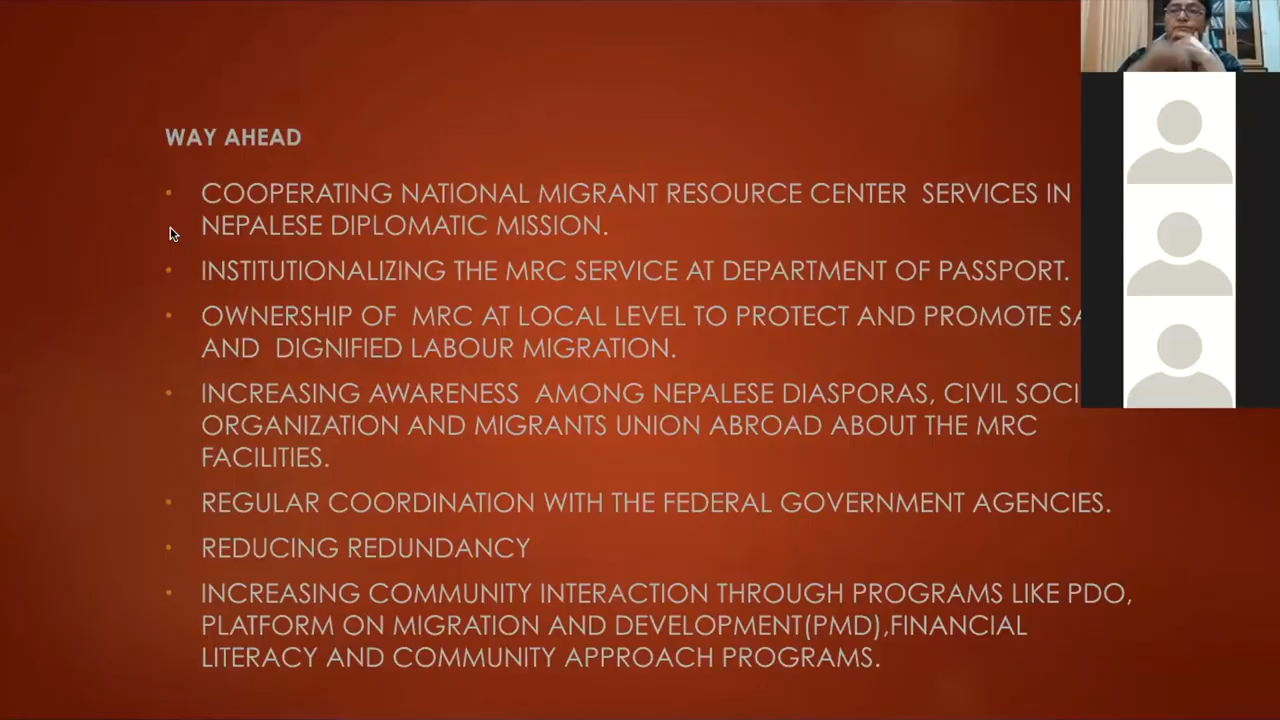 WAY AHEAD
• COOPERATING NATIONAL MIGRANT RESOURCE CENTER SERVICES IN
NEPALESE DIPLOMATIC MISSION.
• INSTITUTIONALIZING THE MRC SERVICE AT DEPARTMENT OF PASSPORT.
• OWNERSHIP OF MRC AT LOCAL LEVEL TO PROTECT AND PROMOTE
AND DIGNIFIED LABOUR MIGRATION.
• INCREASING AWARENESS AMONG NEPALESE DIASPORAS, CIVIL
ORGANIZATION AND MIGRANTS UNION ABROAD ABOUT THE MRC
FACILITIES.
• REGULAR COORDINATION WITH THE FEDERAL GOVERNMENT AGENCIES.
• REDUCING REDUNDANCY
• INCREASING COMMUNITY INTERACTION THROUGH PROGRAMS LIKE PDO,
PLATFORM ON MIGRATION AND DEVELOPMENT(PMD),FINANCIAL
LITERACY AND COMMUNITY APPROACH PROGRAMS.